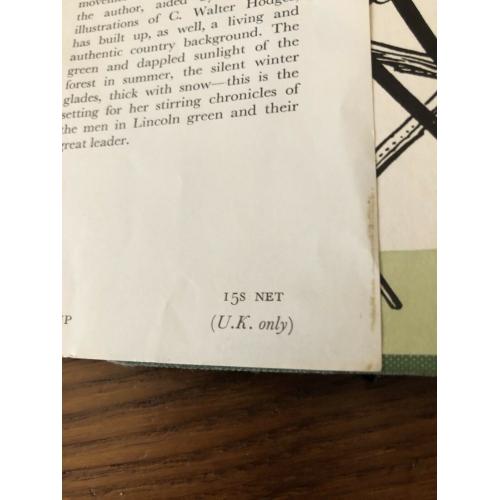 the author, aided
illustrations of C. Walter Hodges,
has built up, as well, a living and
authentic country background. The
green and dappled sunlight of the
forest in summer, the silent winter
glades, thick with snow—this is the
setting for her stirring chronicles of
the men in Lincoln green and their
great leader.
15S NET
(U.K. only)